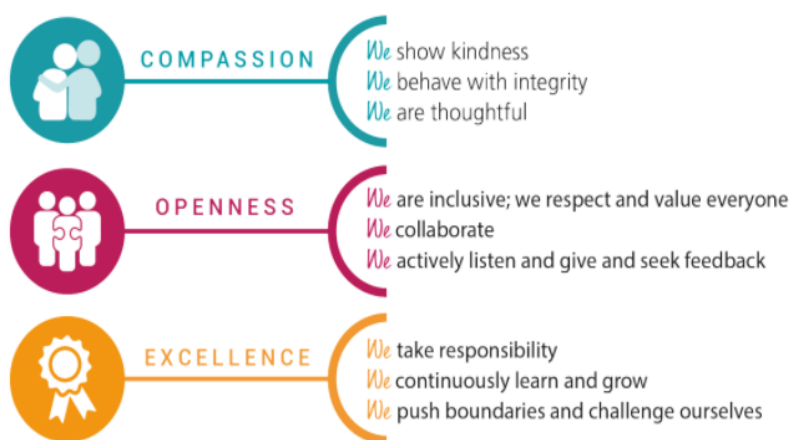 COMPASSION
We show kindness
We behave with integrity
We are thoughtful
OPENNESS
We are inclusive; we respect and value everyone
We collaborate
We actively listen and give and seek feedback
EXCELLENCE
We take responsibility
We continuously learn and grow
We push boundaries and challenge ourselves